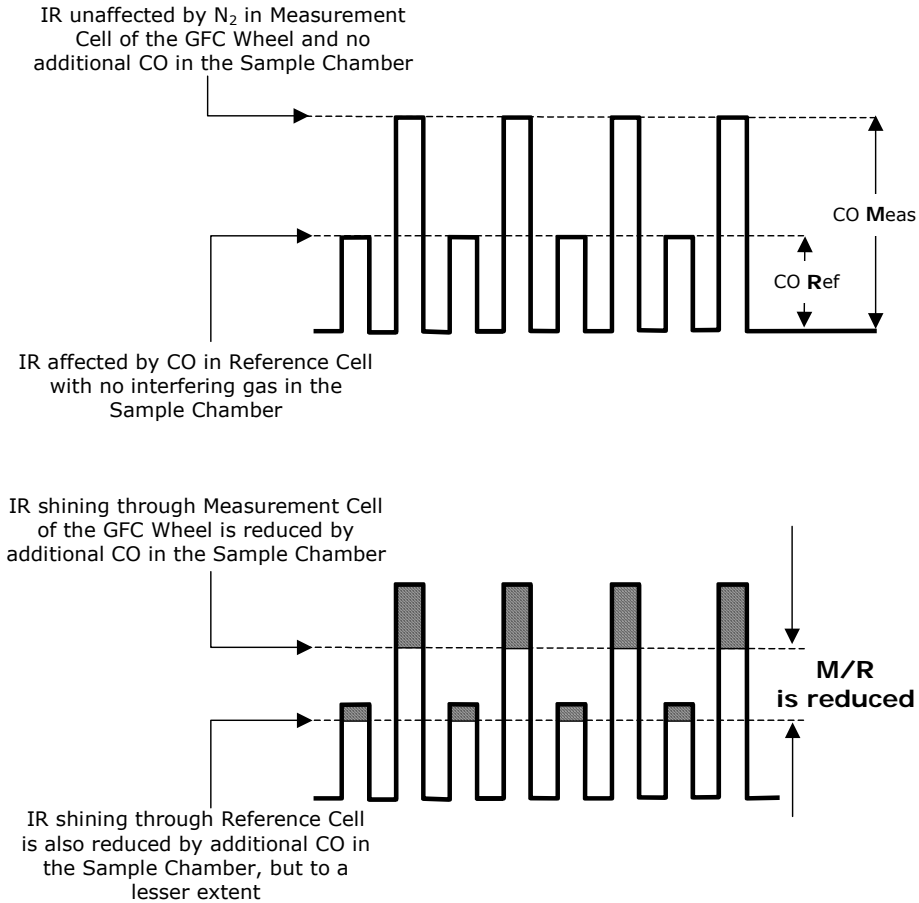 IR unaffected by N₂ in Measurement
Cell of the GFC Wheel and no
additional CO in the Sample Chamber
CO Meas
CO Ref
IR affected by CO in Reference Cell
with no interfering gas in the
Sample Chamber
IR shining through Measurement Cell
of the GFC Wheel is reduced by
additional CO in the Sample Chamber
M/R
is reduced
IR shining through Reference Cell
is also reduced by additional CO in
the Sample Chamber, but to a
lesser extent